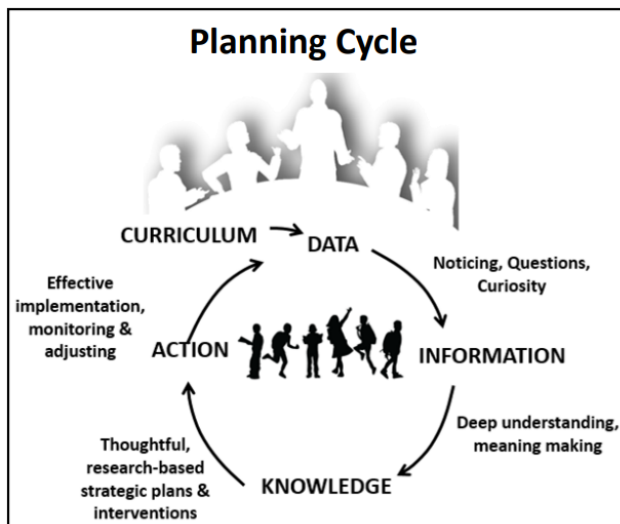 Planning Cycle
CURRICULUM
DATA
Noticing, Questions,
Curiosity
INFORMATION
Deep understanding,
meaning making
KNOWLEDGE
Thoughtful,
research-based
strategic plans &
interventions
ACTION
Effective
implementation,
monitoring &
adjusting